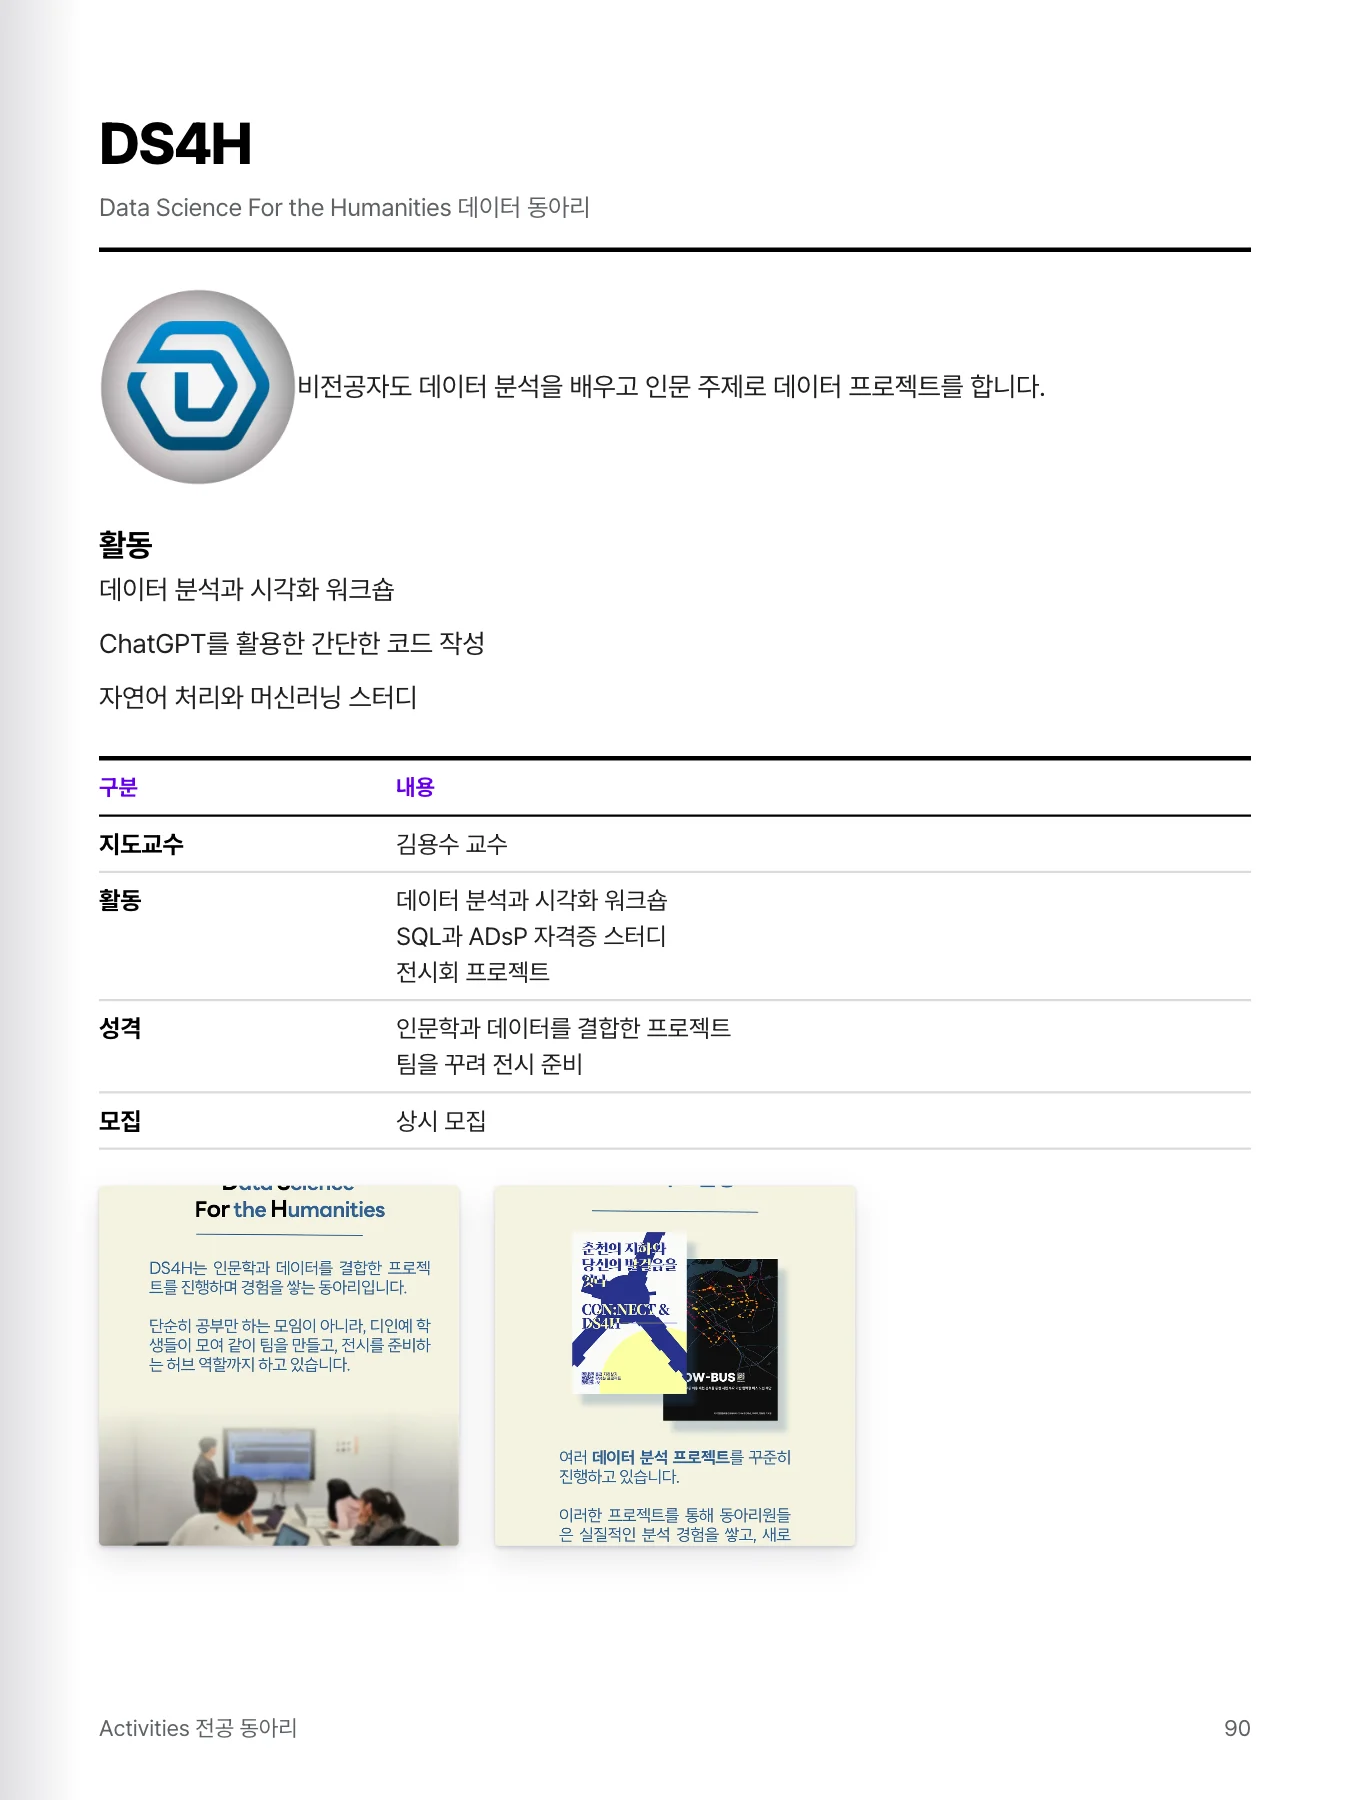 DS4H
Data Science For the Humanities 데이터 동아리
비전공자도 데이터 분석을 배우고 인문 주제로 데이터 프로젝트를 합니다.
활동
데이터 분석과 시각화 워크숍
ChatGPT를 활용한 간단한 코드 작성
자연어 처리와 머신러닝 스터디
구분 내용
지도교수 김용수 교수
활동 데이터 분석과 시각화 워크숍
SQL과 ADsP 자격증 스터디
전시회 프로젝트
성격 인문학과 데이터를 결합한 프로젝트
팀을 꾸려 전시 준비
모집 상시 모집
Data Science
For the Humanities
DS4H는 인문학과 데이터를 결합한 프로젝
트를 진행하며 경험을 쌓는 동아리입니다.
단순히 공부만 하는 모임이 아니라, 디인예 학
생들이 모여 같이 팀을 만들고, 전시를 준비하
는 허브 역할까지 하고 있습니다.
춘천의 지하와
당신의 발걸음을
CON:NECT &
DS4H
OW-BUS
여러 데이터 분석 프로젝트를 꾸준히
진행하고 있습니다.
이러한 프로젝트를 통해 동아리원들
은 실질적인 분석 경험을 쌓고, 새로
Activities 전공 동아리
90